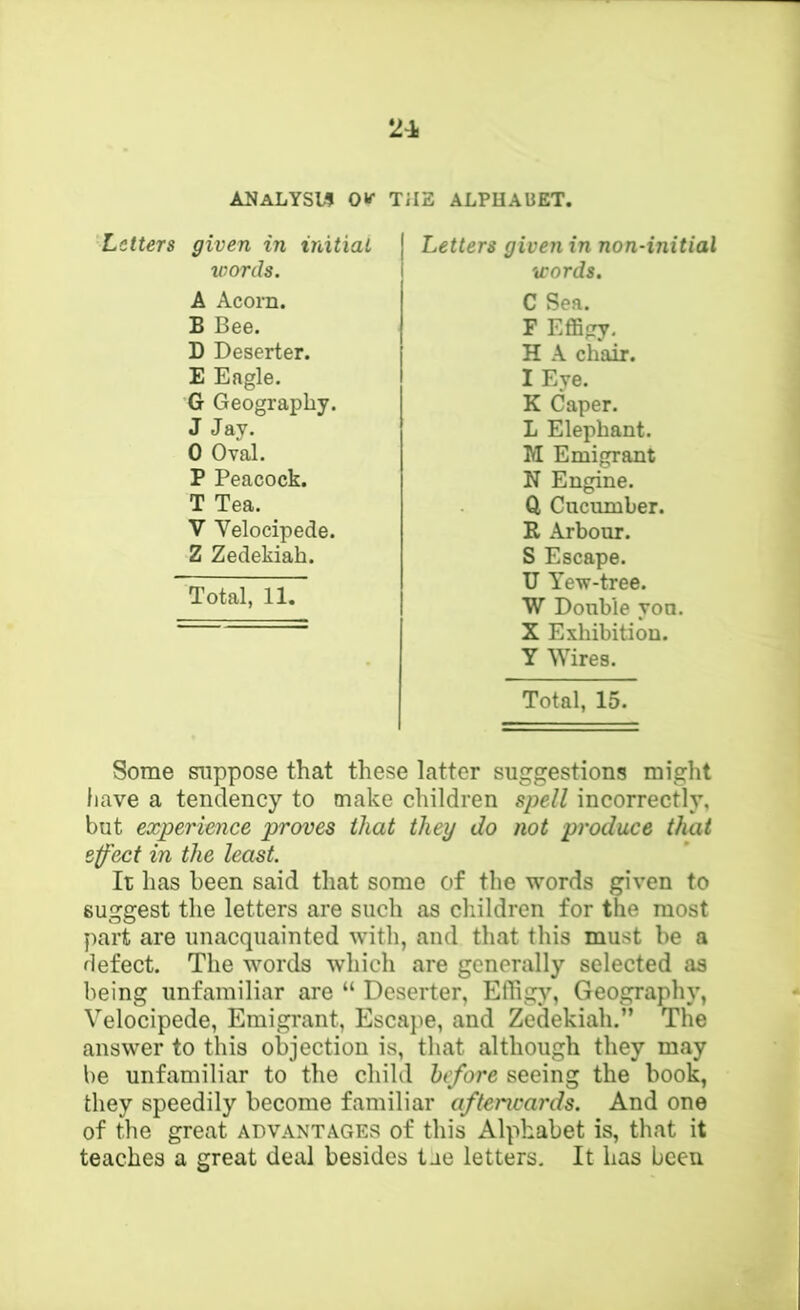 24
ANALYSIS OF THE ALPHABET.
Letters given in initial
words.
A Acorn.
B Bee.
D Deserter.
E Eagle.
G Geography.
J Jay.
O Oval.
P Peacock.
T Tea.
V Velocipede.
Z Zedekiah.
Total, 11.
Letters given in non-initial
words.
C Sea.
F Effigy.
H A chair.
I Eye.
K Caper.
L Elephant.
M Emigrant
N Engine.
Q Cucumber.
R Arbour.
S Escape.
U Yew-tree.
W Double you.
X Exhibition.
Y Wires.
Total, 15.
Some suppose that these latter suggestions might
have a tendency to make children spell incorrectly,
but experience proves that they do not produce that
effect in the least.
It has been said that some of the words given to
suggest the letters are such as children for the most
part are unacquainted with, and that this must be a
defect. The words which are generally selected as
being unfamiliar are “ Deserter, Effigy, Geography,
Velocipede, Emigrant, Escape, and Zedekiah.” The
answer to this objection is, that although they may
be unfamiliar to the child before seeing the book,
they speedily become familiar afterwards. And one
of the great ADVANTAGES of this Alphabet is, that it
teaches a great deal besides the letters. It has been